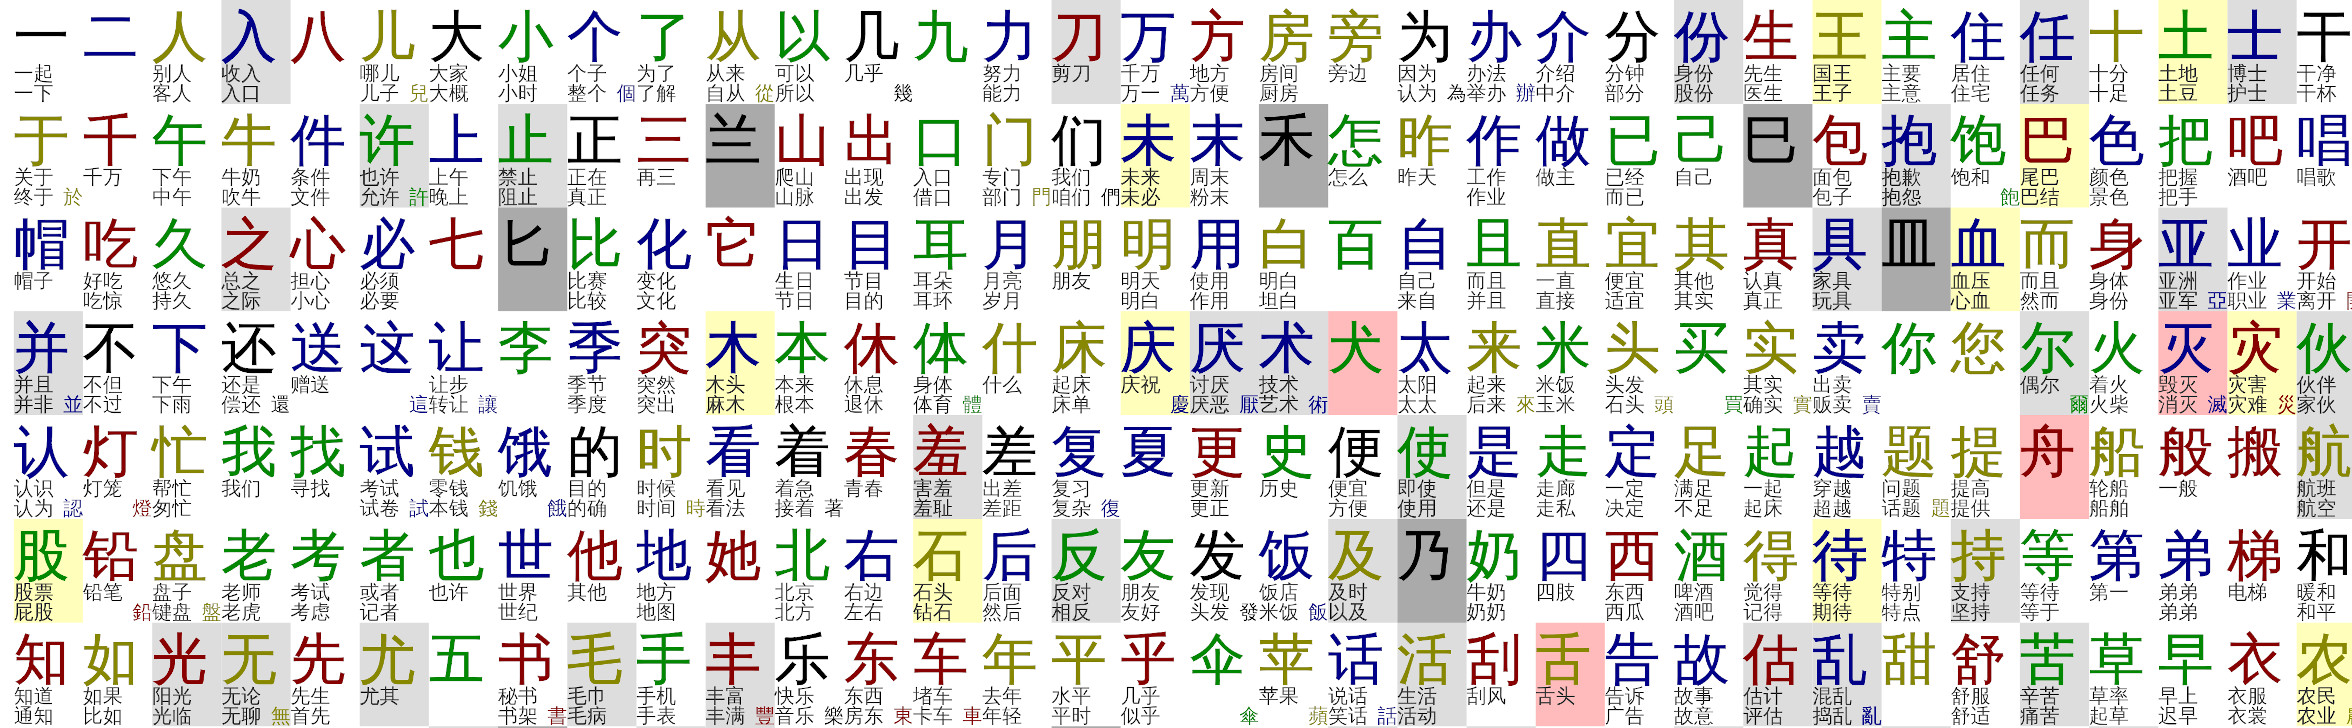 一 二 人 入 八 儿 大 小 个 了 从 以 几 九 力 刀 万 方 房 旁 为 办 介 分 份 生 王 主 住 任 十 土 士 干
一起 别人 收入 哪儿 大家 小姐 个子 为了 从来 可以 几乎 努力 剪刀 千万 地方 房间 旁边 因为 办法 介绍 分钟 身份 先生 国王 主要 居住 任何 十分 土地 博士 干净
一下 客人 入口 儿子 兒 大概 小时 整个 個 了解 自从 從 所以 幾 能力 万一 萬 方便 厨房 认为 為 举办 辦 中介 部分 股份 医生 王子 主意 住宅 任务 十足 土豆 护士 干杯
于 千 午 牛 件 许 上 止 正 三 兰 山 出 口 门 们 未 末 禾 怎 昨 作 做 已 己 巳 包 抱 饱 巴 色 把 吧 唱
关于 千万 下午 牛奶 条件 也许 上午 禁止 正在 再三 爬山 出现 入口 专门 我们 未来 周末 怎么 昨天 工作 做主 已经 自己 面包 抱歉 饱和 尾巴 颜色 把握 酒吧 唱歌
终于 於 中午 吹牛 文件 允许 許 晚上 阻止 真正 山脉 出发 借口 部门 門 咱们 們 未必 粉末 作业 而已 包子 抱怨 飽 巴结 景色 把手
帽 吃 久 之 心 必 七 匕 比 化 它 日 目 耳 月 朋 明 用 白 百 自 且 直 宜 其 真 具 皿 血 而 身 亚 业 开
帽子 好吃 悠久 总之 担心 必须 比赛 变化 生日 节目 耳朵 月亮 朋友 明天 使用 明白 自己 而且 一直 便宜 其他 认真 家具 血压 而且 身体 亚洲 作业 开始
吃惊 持久 之际 小心 必要 比较 文化 节日 目的 耳环 岁月 明白 作用 坦白 来自 并且 直接 适宜 其实 真正 玩具 心血 然而 身份 亚军 亞 职业 業 离开
并 不 下 还 送 这 让 李 季 突 木 本 休 体 什 床 庆 厌 术 犬 太 来 米 头 买 实 卖 你 您 尔 火 灭 灾 伙
并且 不但 下午 还是 赠送 让步 季节 突然 木头 本来 休息 身体 什么 起床 庆祝 讨厌 技术 太阳 起来 米饭 头发 其实 出卖 偶尔 着火 毁灭 灾害 伙伴
并非 並 不过 下雨 偿还 還 這 转让 讓 季度 突出 麻木 根本 退休 体育 體 床单 慶 厌恶 厭 艺术 術 太太 后来 來 玉米 石头 頭 買 确实 實 贩卖 賣 爾 火柴 消灭 滅 灾难 災 家伙
认 灯 忙 我 找 试 钱 饿 的 时 看 着 春 羞 差 复 夏 更 史 便 使 是 走 定 足 起 越 题 提 舟 船 般 搬 航
认识 灯笼 帮忙 我们 寻找 考试 零钱 饥饿 目的 时候 看见 着急 青春 害羞 出差 复习 更新 历史 便宜 即使 但是 走廊 一定 满足 一起 穿越 问题 提高 轮船 一般 航班
认为 認 燈 匆忙 试卷 試 本钱 錢 餓 的确 时间 時 看法 接着 著 羞耻 差距 复杂 復 更正 方便 使用 还是 走私 决定 不足 起床 超越 话题 題 提供 船舶 航空
股 铅 盘 老 考 者 也 世 他 地 她 北 右 石 后 反 友 发 饭 及 乃 奶 四 西 酒 得 待 特 持 等 第 弟 梯 和
股票 铅笔 盘子 老师 考试 或者 也许 世界 其他 地方 北京 右边 石头 后面 反对 朋友 发现 饭店 及时 牛奶 四肢 东西 啤酒 觉得 等待 特别 支持 等待 第一 弟弟 电梯 暖和
屁股 鉛 键盘 盤 老虎 考虑 记者 世纪 地图 北方 左右 钻石 然后 相反 友好 头发 發 米饭 飯 以及 奶奶 西瓜 酒吧 记得 期待 特点 坚持 等于 弟弟 和平
知 如 光 无 先 尤 五 书 毛 手 丰 乐 东 车 年 平 乎 伞 苹 话 活 刮 舌 告 故 估 乱 甜 舒 苦 草 早 衣 农
知道 如果 阳光 无论 先生 尤其 秘书 毛巾 手机 丰富 快乐 东西 堵车 去年 水平 几乎 苹果 说话 生活 刮风 舌头 告诉 故事 估计 混乱 舒服 辛苦 草率 早上 衣服 农民
通知 比如 光临 无聊 無 首先 书架 書 毛病 手表 丰满 豐 音乐 樂 房东 東 卡车 車 年轻 平时 似乎 傘 蘋 笑话 話 活动 广告 故意 评估 捣乱 亂 舒适 痛苦 起草 迟早 衣裳 农业